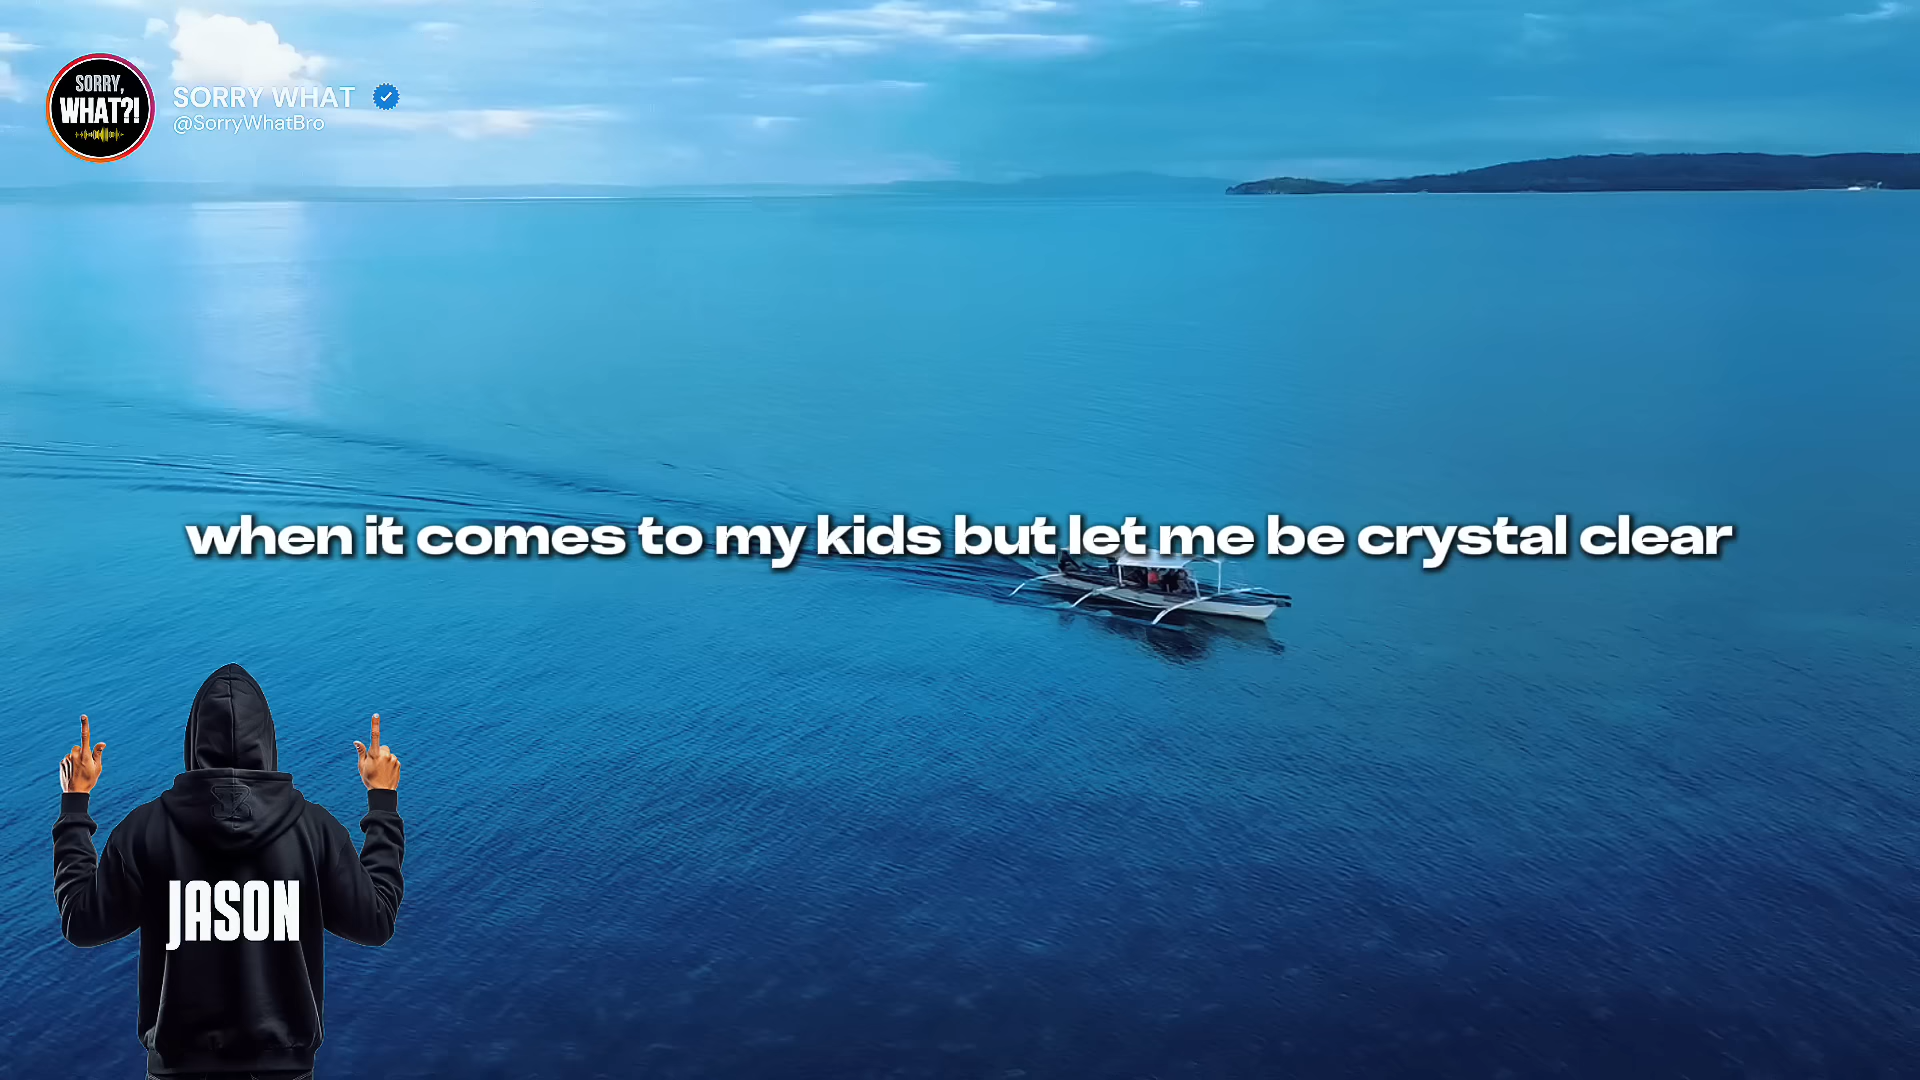 SORRY,
WHAT?!
SORRY WHAT
@SorryWhatBro
when it comes to my kids but let me be crystal clear
JASON